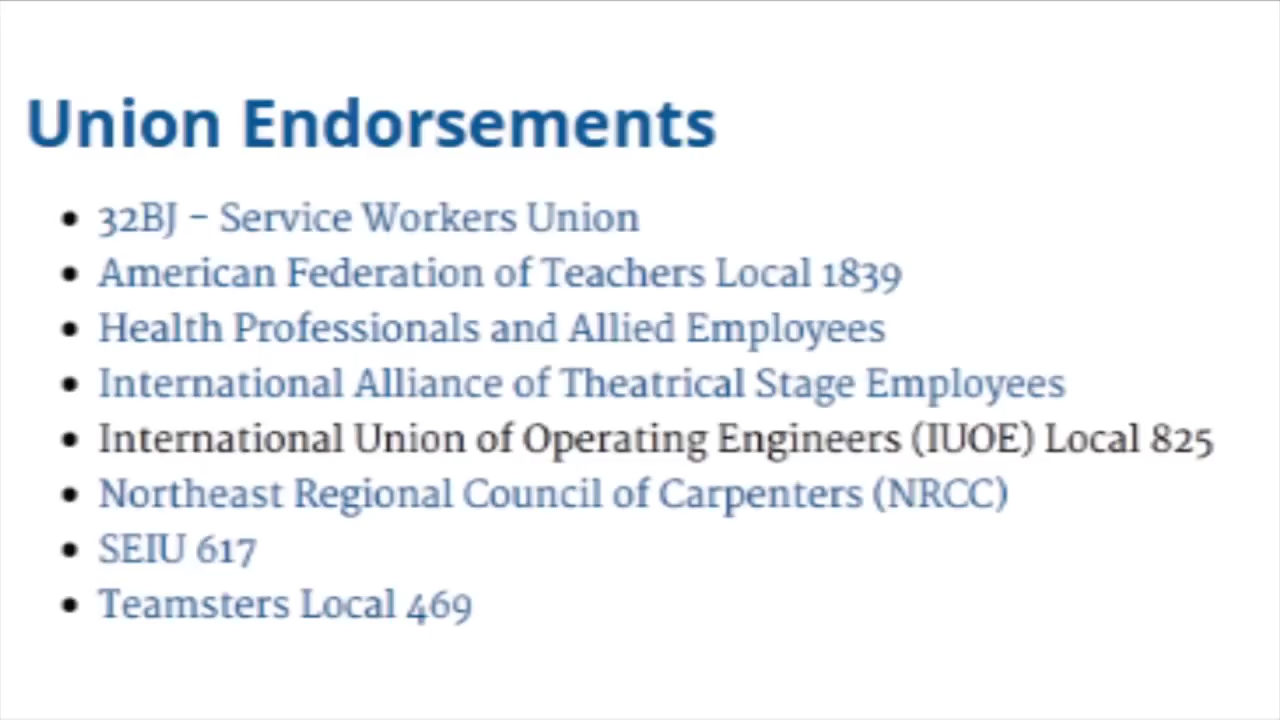 Union Endorsements
32BJ – Service Workers Union
American Federation of Teachers Local 1839
Health Professionals and Allied Employees
International Alliance of Theatrical Stage Employees
International Union of Operating Engineers (IUOE) Local 825
Northeast Regional Council of Carpenters (NRCC)
SEIU 617
Teamsters Local 469